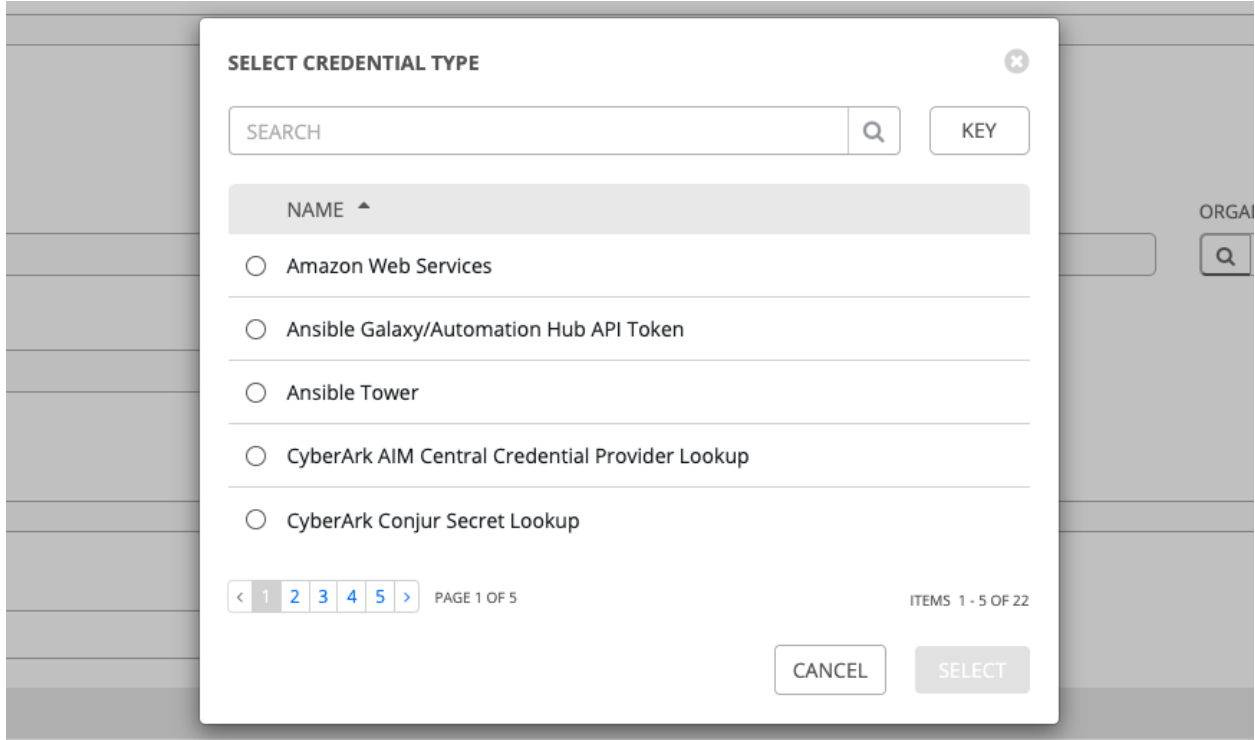 SELECT CREDENTIAL TYPE
SEARCH
KEY
NAME
ORGA
Amazon Web Services
Ansible Galaxy/Automation Hub API Token
Ansible Tower
CyberArk AIM Central Credential Provider Lookup
CyberArk Conjur Secret Lookup
< 1 2 3 4 5 > PAGE 1 OF 5 ITEMS 1 - 5 OF 22
CANCEL SELECT